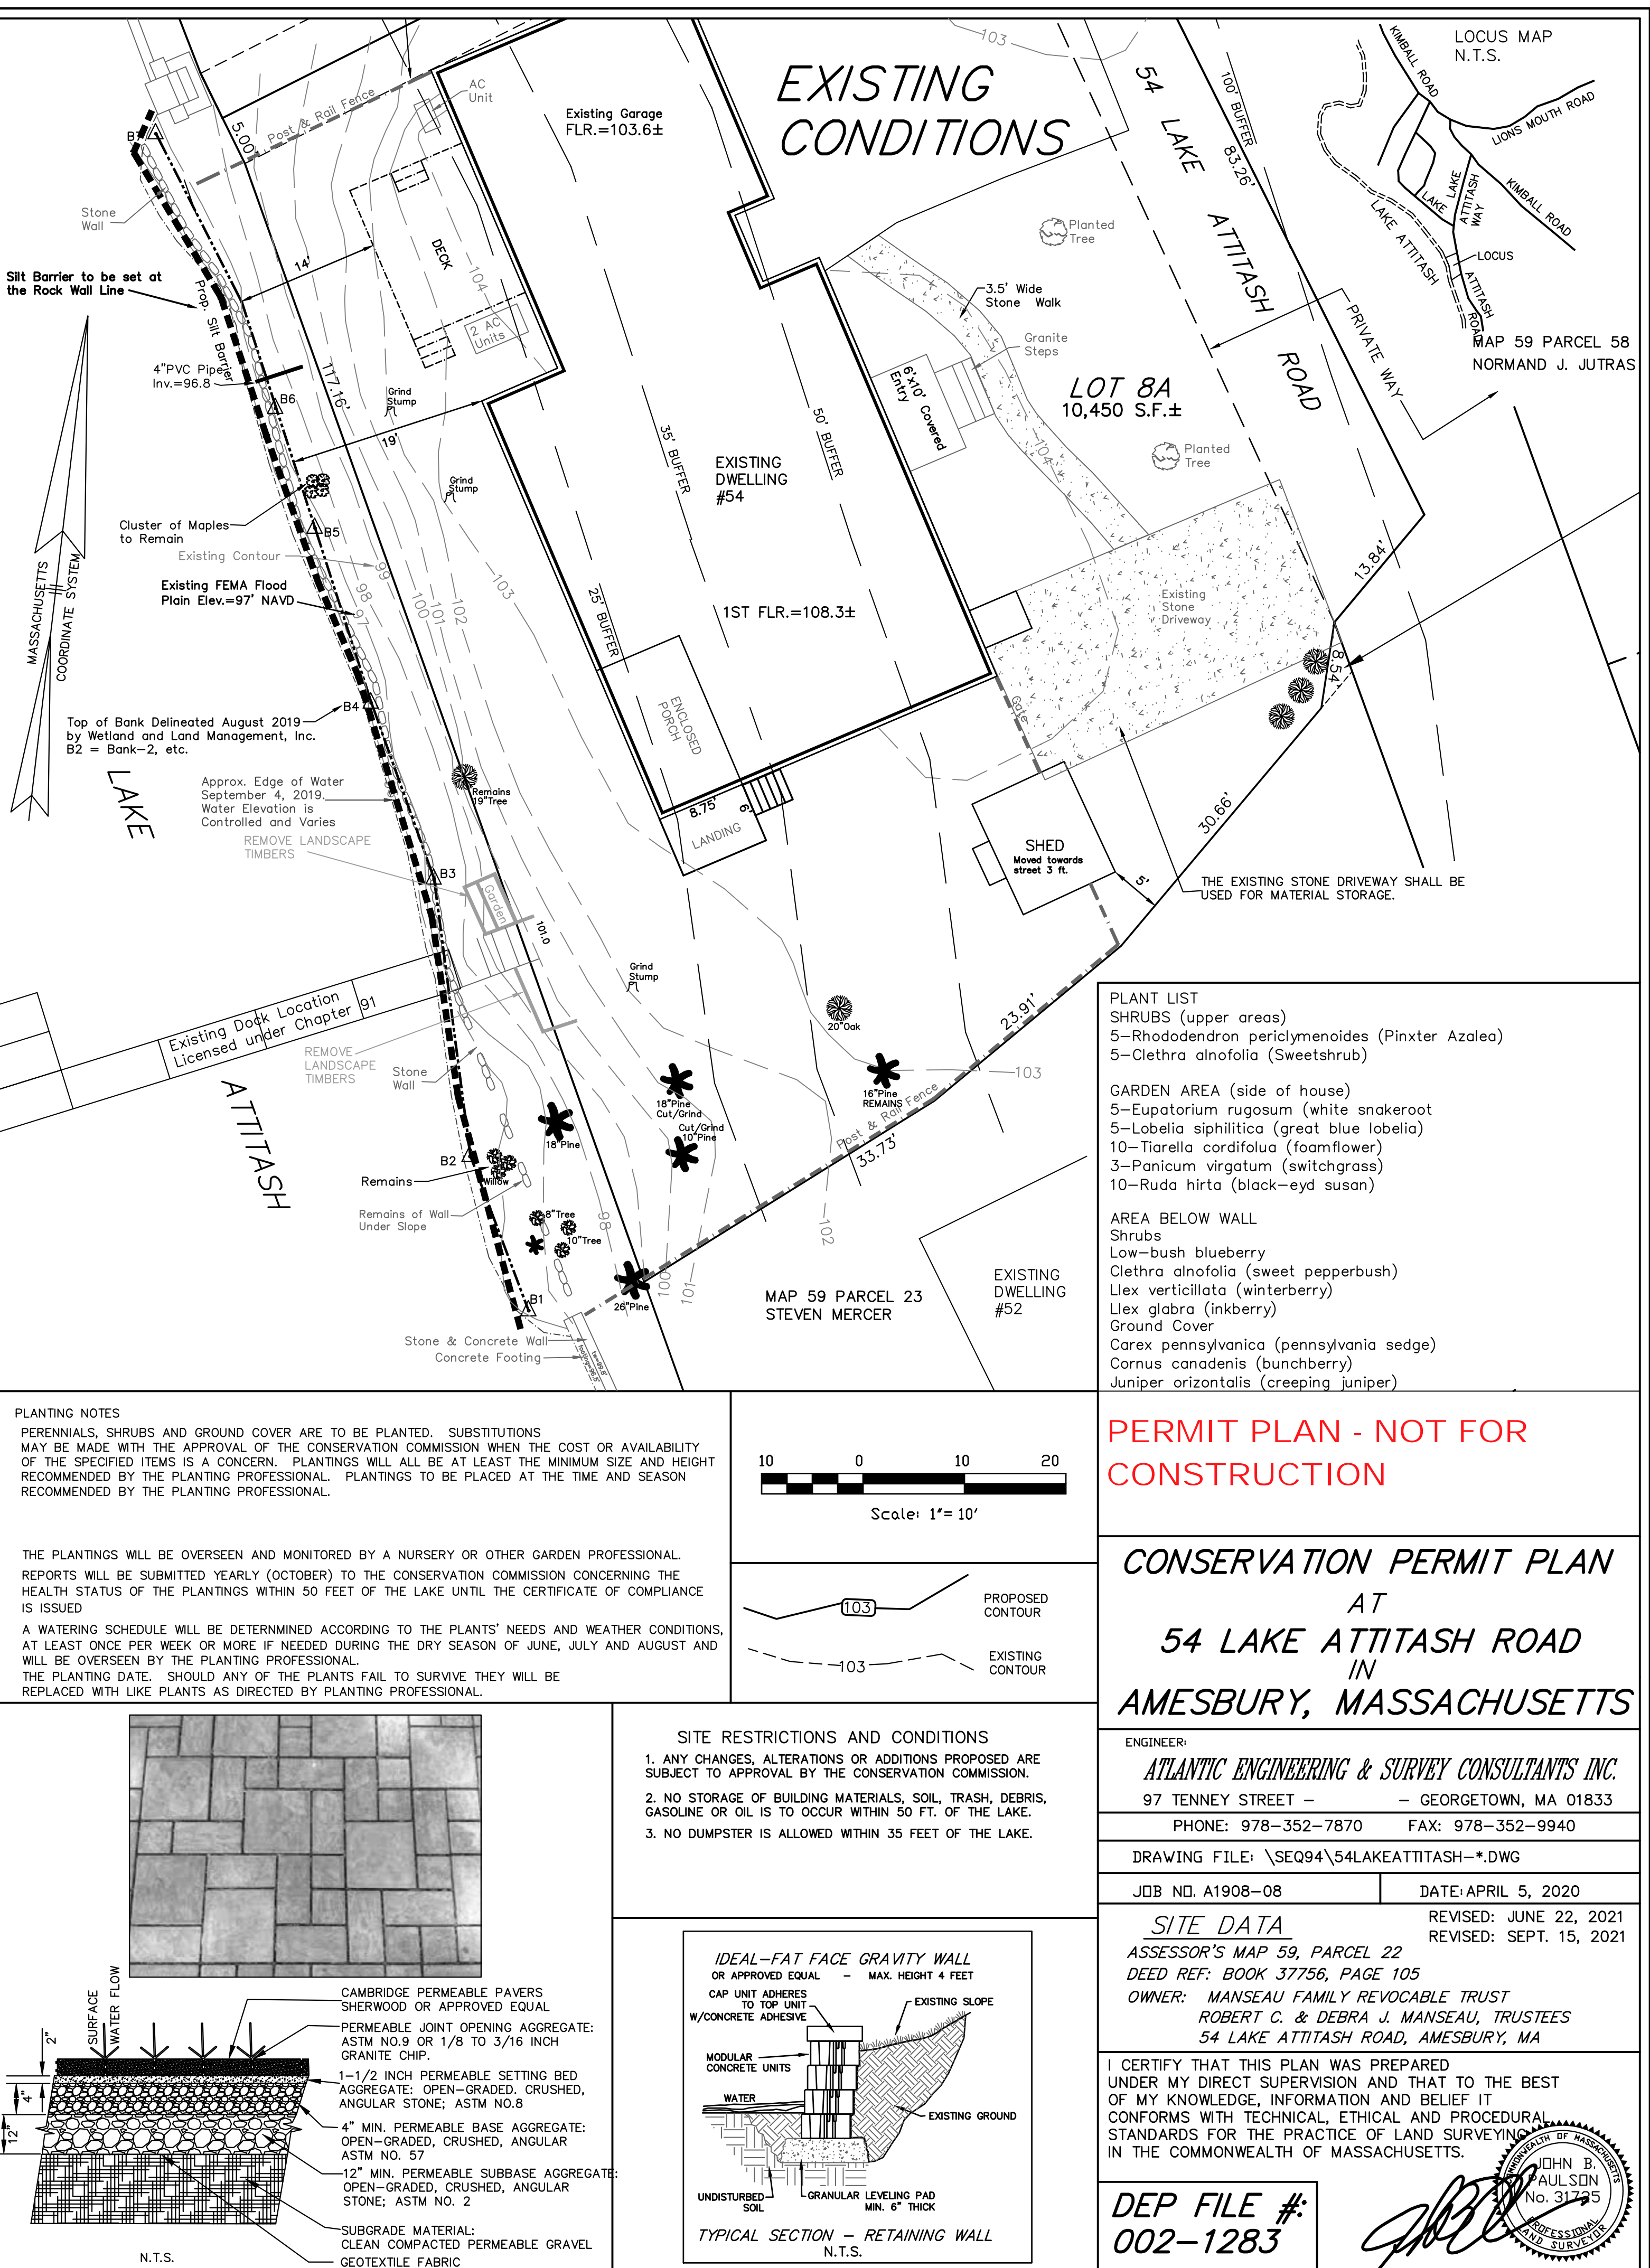 EXISTING
CONDITIONS
LOCUS MAP
N.T.S.
KIMBALL ROAD
LIONS MOUTH ROAD
KIMBALL ROAD
LAKE
ATTITASH
WAY
LAKE
LAKE ATTITASH
LOCUS
ATTITASH
ROAD
MAP 59 PARCEL 58
NORMAND J. JUTRAS
103
54 LAKE ATTITASH ROAD
100' BUFFER
83.26'
PRIVATE WAY
AC
Unit
Existing Garage
FLR.=103.6±
Post & Rail Fence
5.00'
B7
Stone
Wall
Silt Barrier to be set at
the Rock Wall Line
Prop. Silt Barrier
14'
DECK
104
2 AC
Units
4"PVC Pipe
Inv.=96.8
B6
117.16'
Grind
Stump
19'
Grind
Stump
Planted
Tree
3.5' Wide
Stone Walk
Granite
Steps
6'x10' Covered
Entry
LOT 8A
10,450 S.F.±
104
Planted
Tree
35' BUFFER
50' BUFFER
EXISTING
DWELLING
#54
Cluster of Maples
to Remain
B5
Existing Contour
99
98
97
100
101
102
103
Existing FEMA Flood
Plain Elev.=97' NAVD
25' BUFFER
1ST FLR.=108.3±
Existing
Stone
Driveway
13.84'
8.54'
MASSACHUSETTS
COORDINATE SYSTEM
B4
Top of Bank Delineated August 2019
by Wetland and Land Management, Inc.
B2 = Bank-2, etc.
ENCLOSED
PORCH
Gate
LAKE
Approx. Edge of Water
September 4, 2019.
Water Elevation is
Controlled and Varies
REMOVE LANDSCAPE
TIMBERS
Remains
19"Tree
8.75'
6'
LANDING
SHED
Moved towards
street 3 ft.
5'
30.66'
THE EXISTING STONE DRIVEWAY SHALL BE
USED FOR MATERIAL STORAGE.
B3
Garden
101.0
Grind
Stump
Existing Dock Location
Licensed under Chapter 91
REMOVE
LANDSCAPE
TIMBERS
Stone
Wall
20"Oak
23.91'
ATTITASH
18"Pine
Cut/Grind
Cut/Grind
10"Pine
16"Pine
REMAINS
103
Post & Rail Fence
33.73'
18"Pine
B2
Remains
Willow
Remains of Wall
Under Slope
8"Tree
10"Tree
98
100
101
102
26"Pine
B1
Stone & Concrete Wall
Concrete Footing
MAP 59 PARCEL 23
STEVEN MERCER
EXISTING
DWELLING
#52
PLANT LIST
SHRUBS (upper areas)
5-Rhododendron periclymenoides (Pinxter Azalea)
5-Clethra alnofolia (Sweetshrub)
GARDEN AREA (side of house)
5-Eupatorium rugosum (white snakeroot
5-Lobelia siphilitica (great blue lobelia)
10-Tiarella cordifolua (foamflower)
3-Panicum virgatum (switchgrass)
10-Ruda hirta (black-eyd susan)
AREA BELOW WALL
Shrubs
Low-bush blueberry
Clethra alnofolia (sweet pepperbush)
Llex verticillata (winterberry)
Llex glabra (inkberry)
Ground Cover
Carex pennsylvanica (pennsylvania sedge)
Cornus canadenis (bunchberry)
Juniper orizontalis (creeping juniper)
PLANTING NOTES
PERENNIALS, SHRUBS AND GROUND COVER ARE TO BE PLANTED. SUBSTITUTIONS
MAY BE MADE WITH THE APPROVAL OF THE CONSERVATION COMMISSION WHEN THE COST OR AVAILABILITY
OF THE SPECIFIED ITEMS IS A CONCERN. PLANTINGS WILL ALL BE AT LEAST THE MINIMUM SIZE AND HEIGHT
RECOMMENDED BY THE PLANTING PROFESSIONAL. PLANTINGS TO BE PLACED AT THE TIME AND SEASON
RECOMMENDED BY THE PLANTING PROFESSIONAL.
THE PLANTINGS WILL BE OVERSEEN AND MONITORED BY A NURSERY OR OTHER GARDEN PROFESSIONAL.
REPORTS WILL BE SUBMITTED YEARLY (OCTOBER) TO THE CONSERVATION COMMISSION CONCERNING THE
HEALTH STATUS OF THE PLANTINGS WITHIN 50 FEET OF THE LAKE UNTIL THE CERTIFICATE OF COMPLIANCE
IS ISSUED
A WATERING SCHEDULE WILL BE DETERNMINED ACCORDING TO THE PLANTS' NEEDS AND WEATHER CONDITIONS,
AT LEAST ONCE PER WEEK OR MORE IF NEEDED DURING THE DRY SEASON OF JUNE, JULY AND AUGUST AND
WILL BE OVERSEEN BY THE PLANTING PROFESSIONAL.
THE PLANTING DATE. SHOULD ANY OF THE PLANTS FAIL TO SURVIVE THEY WILL BE
REPLACED WITH LIKE PLANTS AS DIRECTED BY PLANTING PROFESSIONAL.
10 0 10 20
Scale: 1"= 10'
103
PROPOSED
CONTOUR
103
EXISTING
CONTOUR
PERMIT PLAN - NOT FOR
CONSTRUCTION
CONSERVATION PERMIT PLAN
AT
54 LAKE ATTITASH ROAD
IN
AMESBURY, MASSACHUSETTS
ENGINEER:
ATLANTIC ENGINEERING & SURVEY CONSULTANTS INC.
97 TENNEY STREET - - GEORGETOWN, MA 01833
PHONE: 978-352-7870 FAX: 978-352-9940
DRAWING FILE: \SEQ94\54LAKEATTITASH-*.DWG
JOB NO. A1908-08
DATE: APRIL 5, 2020
SITE DATA
REVISED: JUNE 22, 2021
REVISED: SEPT. 15, 2021
ASSESSOR'S MAP 59, PARCEL 22
DEED REF: BOOK 37756, PAGE 105
OWNER: MANSEAU FAMILY REVOCABLE TRUST
ROBERT C. & DEBRA J. MANSEAU, TRUSTEES
54 LAKE ATTITASH ROAD, AMESBURY, MA
I CERTIFY THAT THIS PLAN WAS PREPARED
UNDER MY DIRECT SUPERVISION AND THAT TO THE BEST
OF MY KNOWLEDGE, INFORMATION AND BELIEF IT
CONFORMS WITH TECHNICAL, ETHICAL AND PROCEDURAL
STANDARDS FOR THE PRACTICE OF LAND SURVEYING
IN THE COMMONWEALTH OF MASSACHUSETTS.
DEP FILE #:
002-1283
COMMONWEALTH OF MASSACHUSETTS
JOHN B.
PAULSON
No. 31725
PROFESSIONAL
LAND SURVEYOR
SITE RESTRICTIONS AND CONDITIONS
1. ANY CHANGES, ALTERATIONS OR ADDITIONS PROPOSED ARE
SUBJECT TO APPROVAL BY THE CONSERVATION COMMISSION.
2. NO STORAGE OF BUILDING MATERIALS, SOIL, TRASH, DEBRIS,
GASOLINE OR OIL IS TO OCCUR WITHIN 50 FT. OF THE LAKE.
3. NO DUMPSTER IS ALLOWED WITHIN 35 FEET OF THE LAKE.
SURFACE
WATER FLOW
2"
4"
12"
CAMBRIDGE PERMEABLE PAVERS
SHERWOOD OR APPROVED EQUAL
PERMEABLE JOINT OPENING AGGREGATE:
ASTM NO.9 OR 1/8 TO 3/16 INCH
GRANITE CHIP.
1-1/2 INCH PERMEABLE SETTING BED
AGGREGATE: OPEN-GRADED. CRUSHED,
ANGULAR STONE; ASTM NO.8
4" MIN. PERMEABLE BASE AGGREGATE:
OPEN-GRADED, CRUSHED, ANGULAR
ASTM NO. 57
12" MIN. PERMEABLE SUBBASE AGGREGATE:
OPEN-GRADED, CRUSHED, ANGULAR
STONE; ASTM NO. 2
SUBGRADE MATERIAL:
CLEAN COMPACTED PERMEABLE GRAVEL
GEOTEXTILE FABRIC
N.T.S.
IDEAL-FAT FACE GRAVITY WALL
OR APPROVED EQUAL - MAX. HEIGHT 4 FEET
CAP UNIT ADHERES
TO TOP UNIT
W/CONCRETE ADHESIVE
EXISTING SLOPE
MODULAR
CONCRETE UNITS
WATER
EXISTING GROUND
UNDISTURBED
SOIL
GRANULAR LEVELING PAD
MIN. 6" THICK
TYPICAL SECTION - RETAINING WALL
N.T.S.